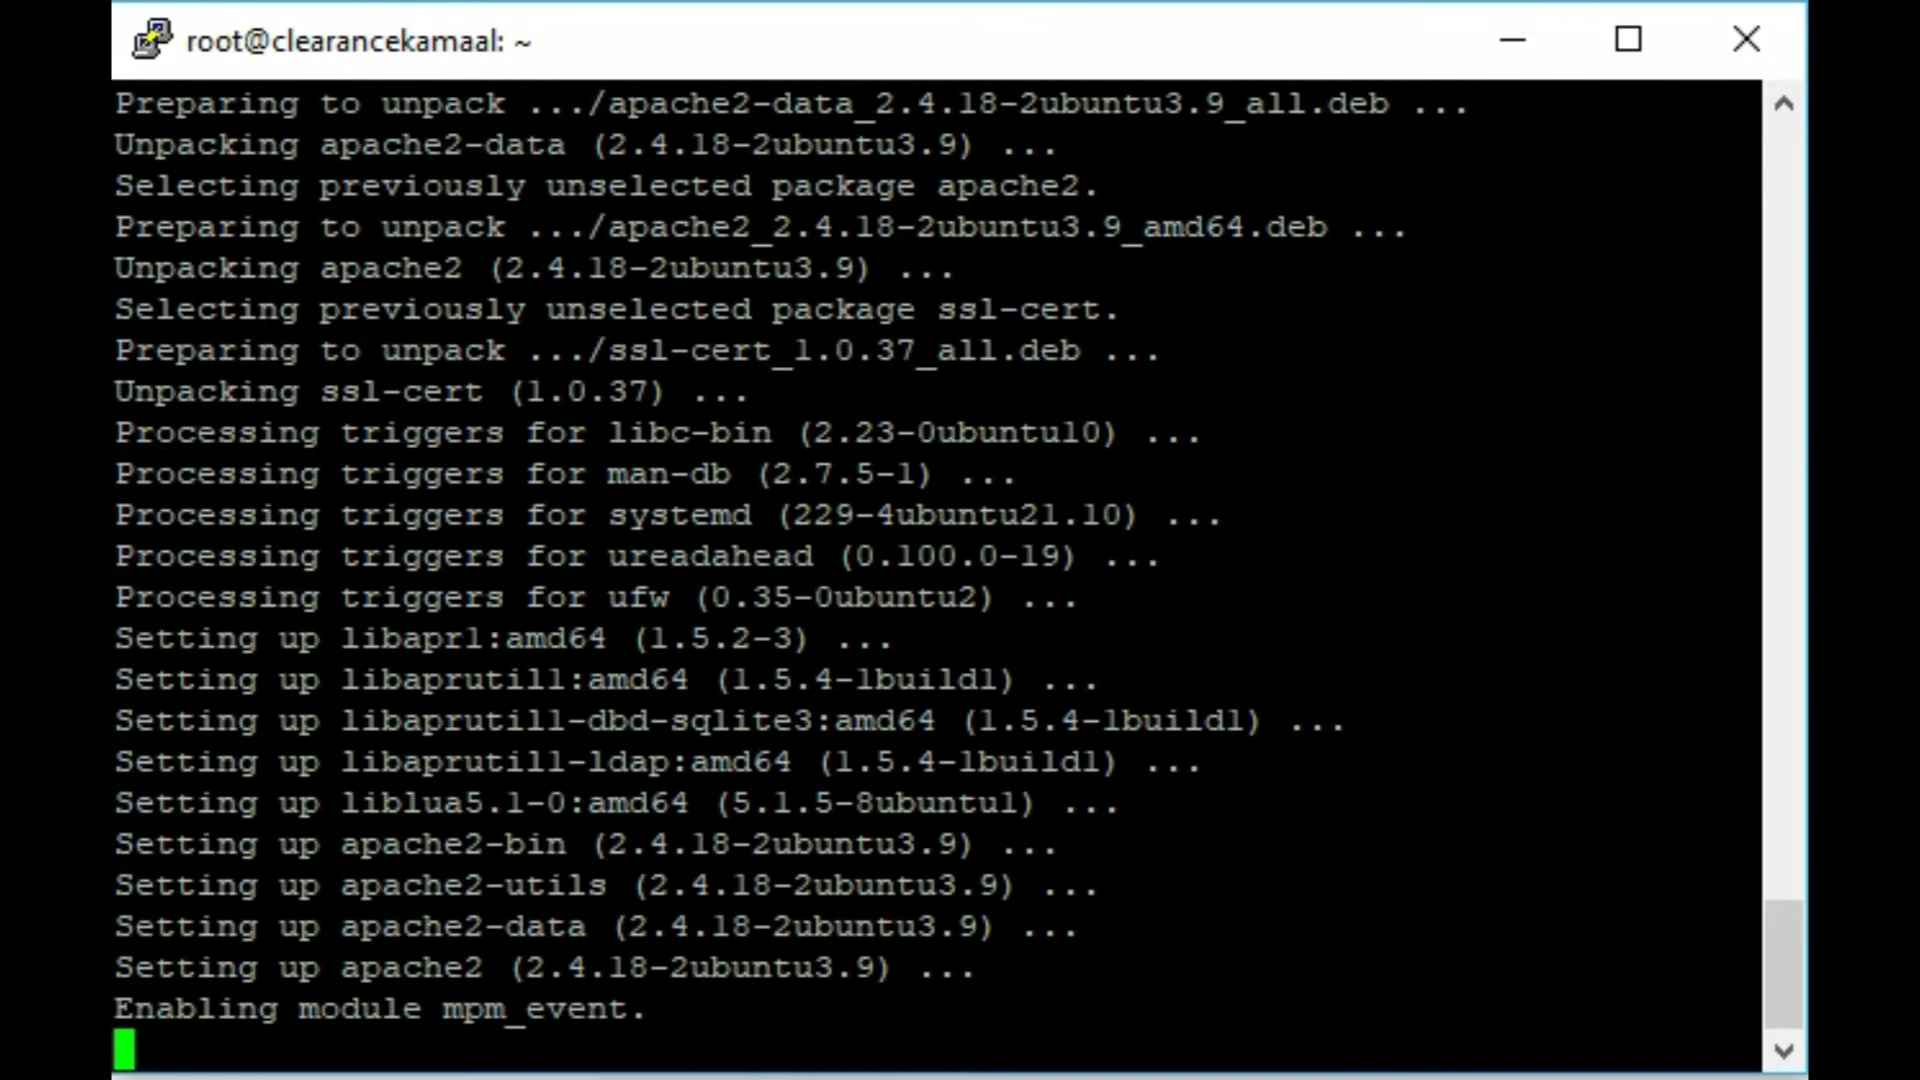 root@clearancekamaal: ~
Preparing to unpack .../apache2-data_2.4.18-2ubuntu3.9_all.deb ...
Unpacking apache2-data (2.4.18-2ubuntu3.9) ...
Selecting previously unselected package apache2.
Preparing to unpack .../apache2_2.4.18-2ubuntu3.9_amd64.deb ...
Unpacking apache2 (2.4.18-2ubuntu3.9) ...
Selecting previously unselected package ssl-cert.
Preparing to unpack .../ssl-cert_1.0.37_all.deb ...
Unpacking ssl-cert (1.0.37) ...
Processing triggers for libc-bin (2.23-0ubuntu10) ...
Processing triggers for man-db (2.7.5-1) ...
Processing triggers for systemd (229-4ubuntu21.10) ...
Processing triggers for ureadahead (0.100.0-19) ...
Processing triggers for ufw (0.35-0ubuntu2) ...
Setting up libapr1:amd64 (1.5.2-3) ...
Setting up libaprutil1:amd64 (1.5.4-1build1) ...
Setting up libaprutil1-dbd-sqlite3:amd64 (1.5.4-1build1) ...
Setting up libaprutil1-ldap:amd64 (1.5.4-1build1) ...
Setting up liblua5.1-0:amd64 (5.1.5-8ubuntu1) ...
Setting up apache2-bin (2.4.18-2ubuntu3.9) ...
Setting up apache2-utils (2.4.18-2ubuntu3.9) ...
Setting up apache2-data (2.4.18-2ubuntu3.9) ...
Setting up apache2 (2.4.18-2ubuntu3.9) ...
Enabling module mpm_event.